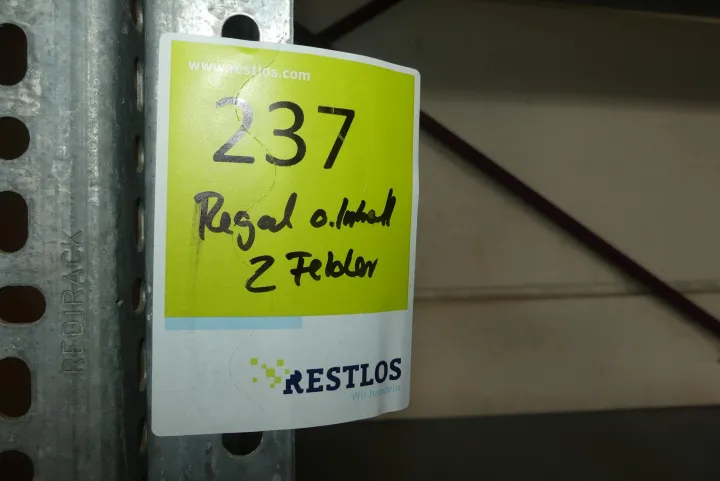 www.restlos.com
237
Regal o. Inhalt
2 Felder
RESTLOS
Wir handeln
REDIRACK